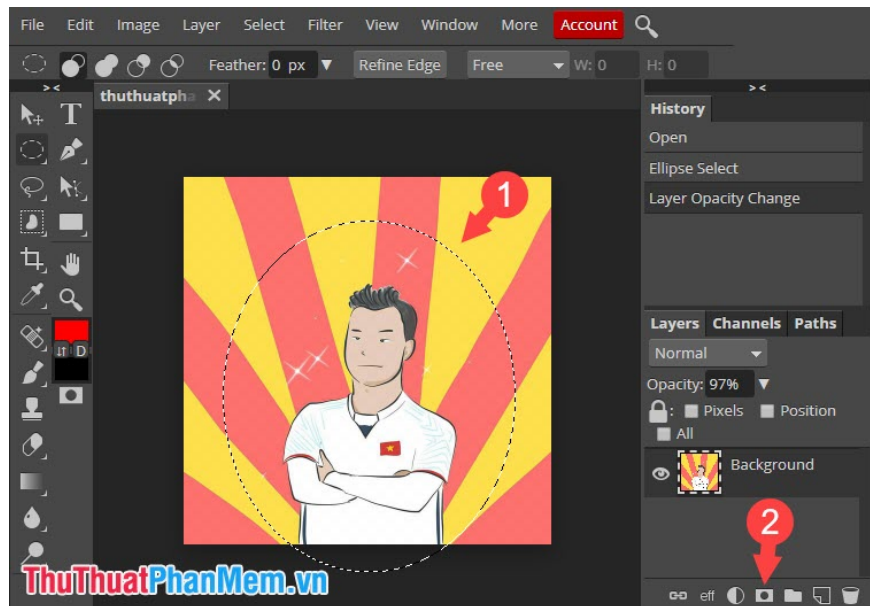 File Edit Image Layer Select Filter View Window More Account
Feather: 0 px ▼ Refine Edge Free W: 0 H: 0
> <
thuthuatpha X
> <
History
Open
Ellipse Select
Layer Opacity Change
T
1
D
Layers Channels Paths
Normal
Opacity: 97% ▼
: Pixels Position
All
Background
2
ThuThuatPhanMem.vn
eff